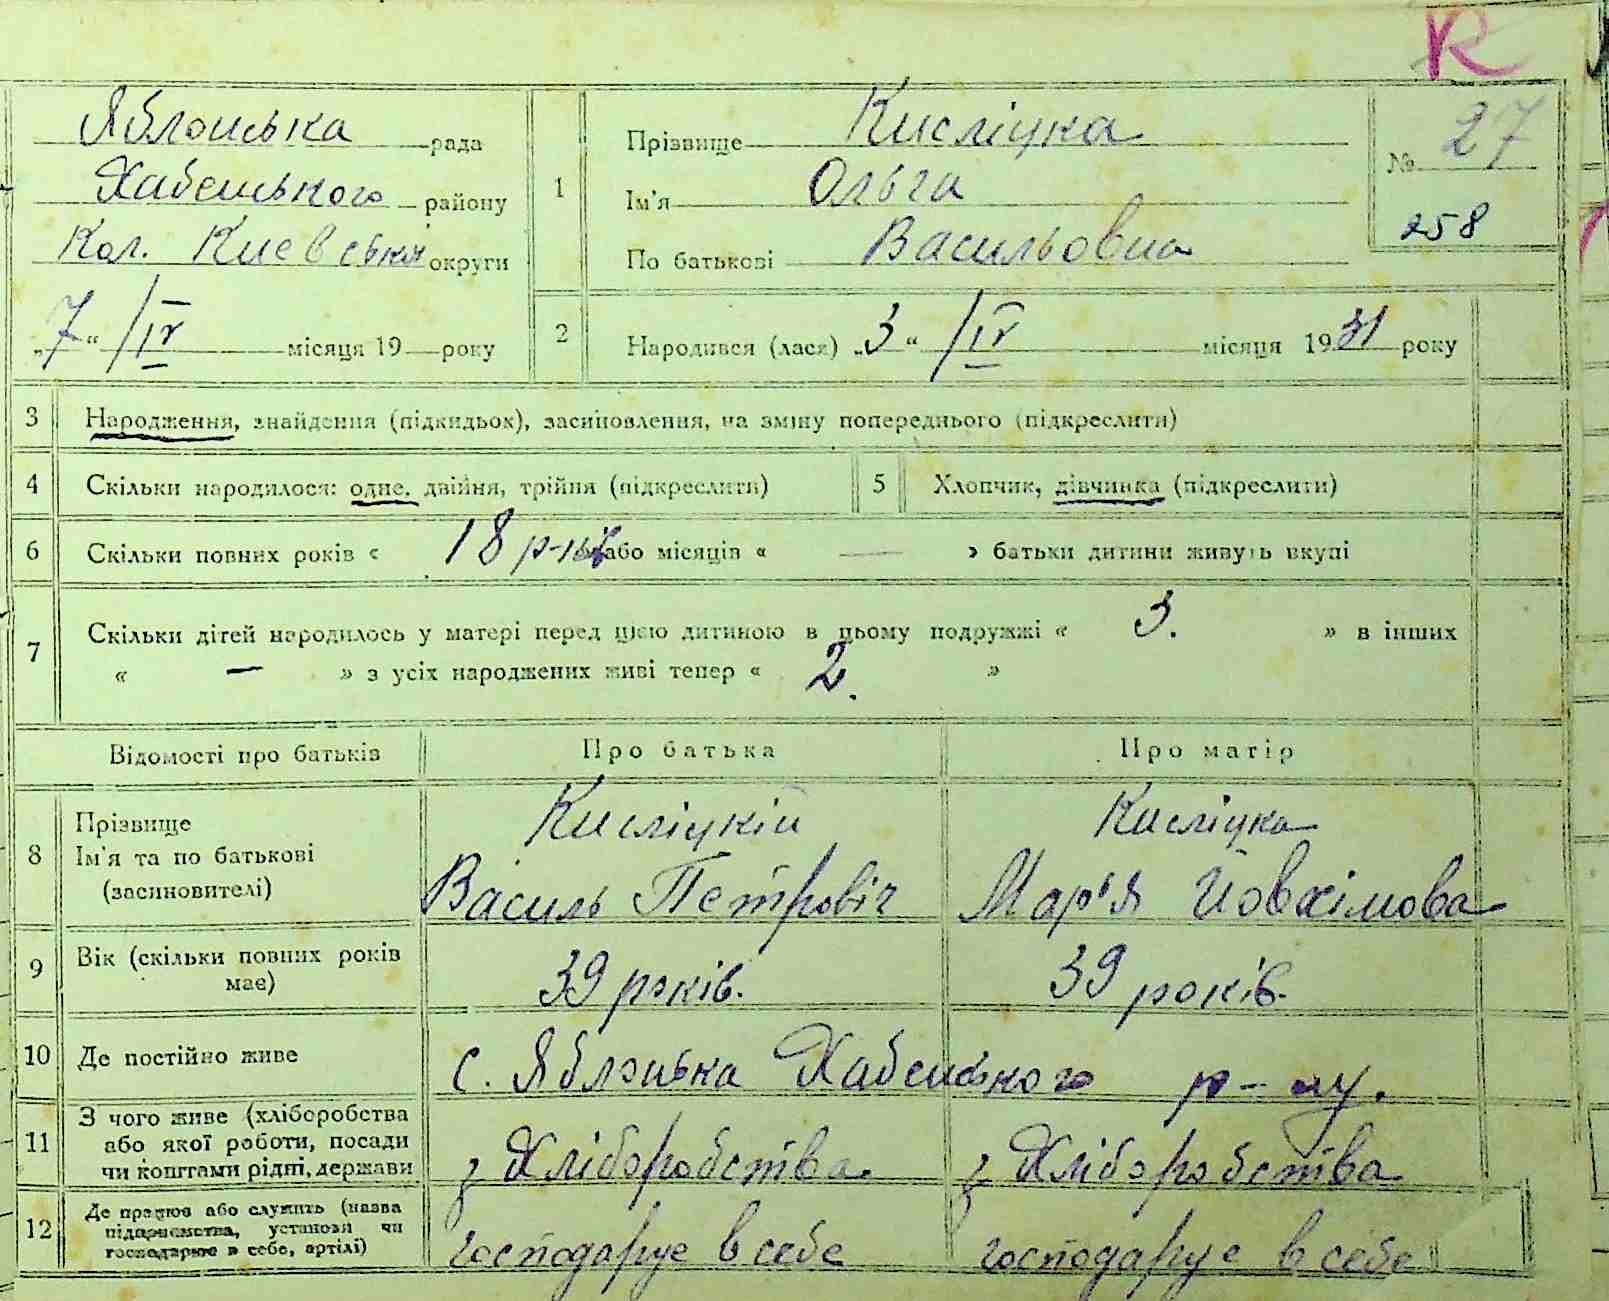 R
Яблонська рада
Хабенського району
Кол. Києвська округи
„7“ /IV місяця 19 року
1
Прізвище Кисліцка
Ім'я Ольга
По батькові Васильовна
№ 27
258
2
Народився (лася) „3“ /IV місяця 1931 року
3 Народження, знайдення (підкидьок), засиновлення, на зміну попереднього (підкреслити)
4 Скільки народилося: одне, двійня, трійня (підкреслити)
5 Хлопчик, дівчинка (підкреслити)
6 Скільки повних років « 18 р-ків або місяців « — » батьки дитини живуть вкупі
7 Скільки дітей народилось у матері перед цією дитиною в цьому подружжі « 3. » в інших
« — » з усіх народжених живі тепер « 2. »
Відомості про батьків Про батька Про матір
8 Прізвище
Ім'я та по батькові
(засиновителі)
Кисліцкій
Василь Петровіч
Кисліцка
Мар'я Йовхімова
9 Вік (скільки повних років
має)
39 років. 39 років.
10 Де постійно живе с. Яблонька Хабенського р-ну.
11 З чого живе (хліборобства
або якої роботи, посади
чи коштами рідні, держави
з Хліборобства з Хліборобства
12 Де працює або служить (назва
підприємства, установи чи
господарює в себе, артілі)
господарує в себе господарує в себе